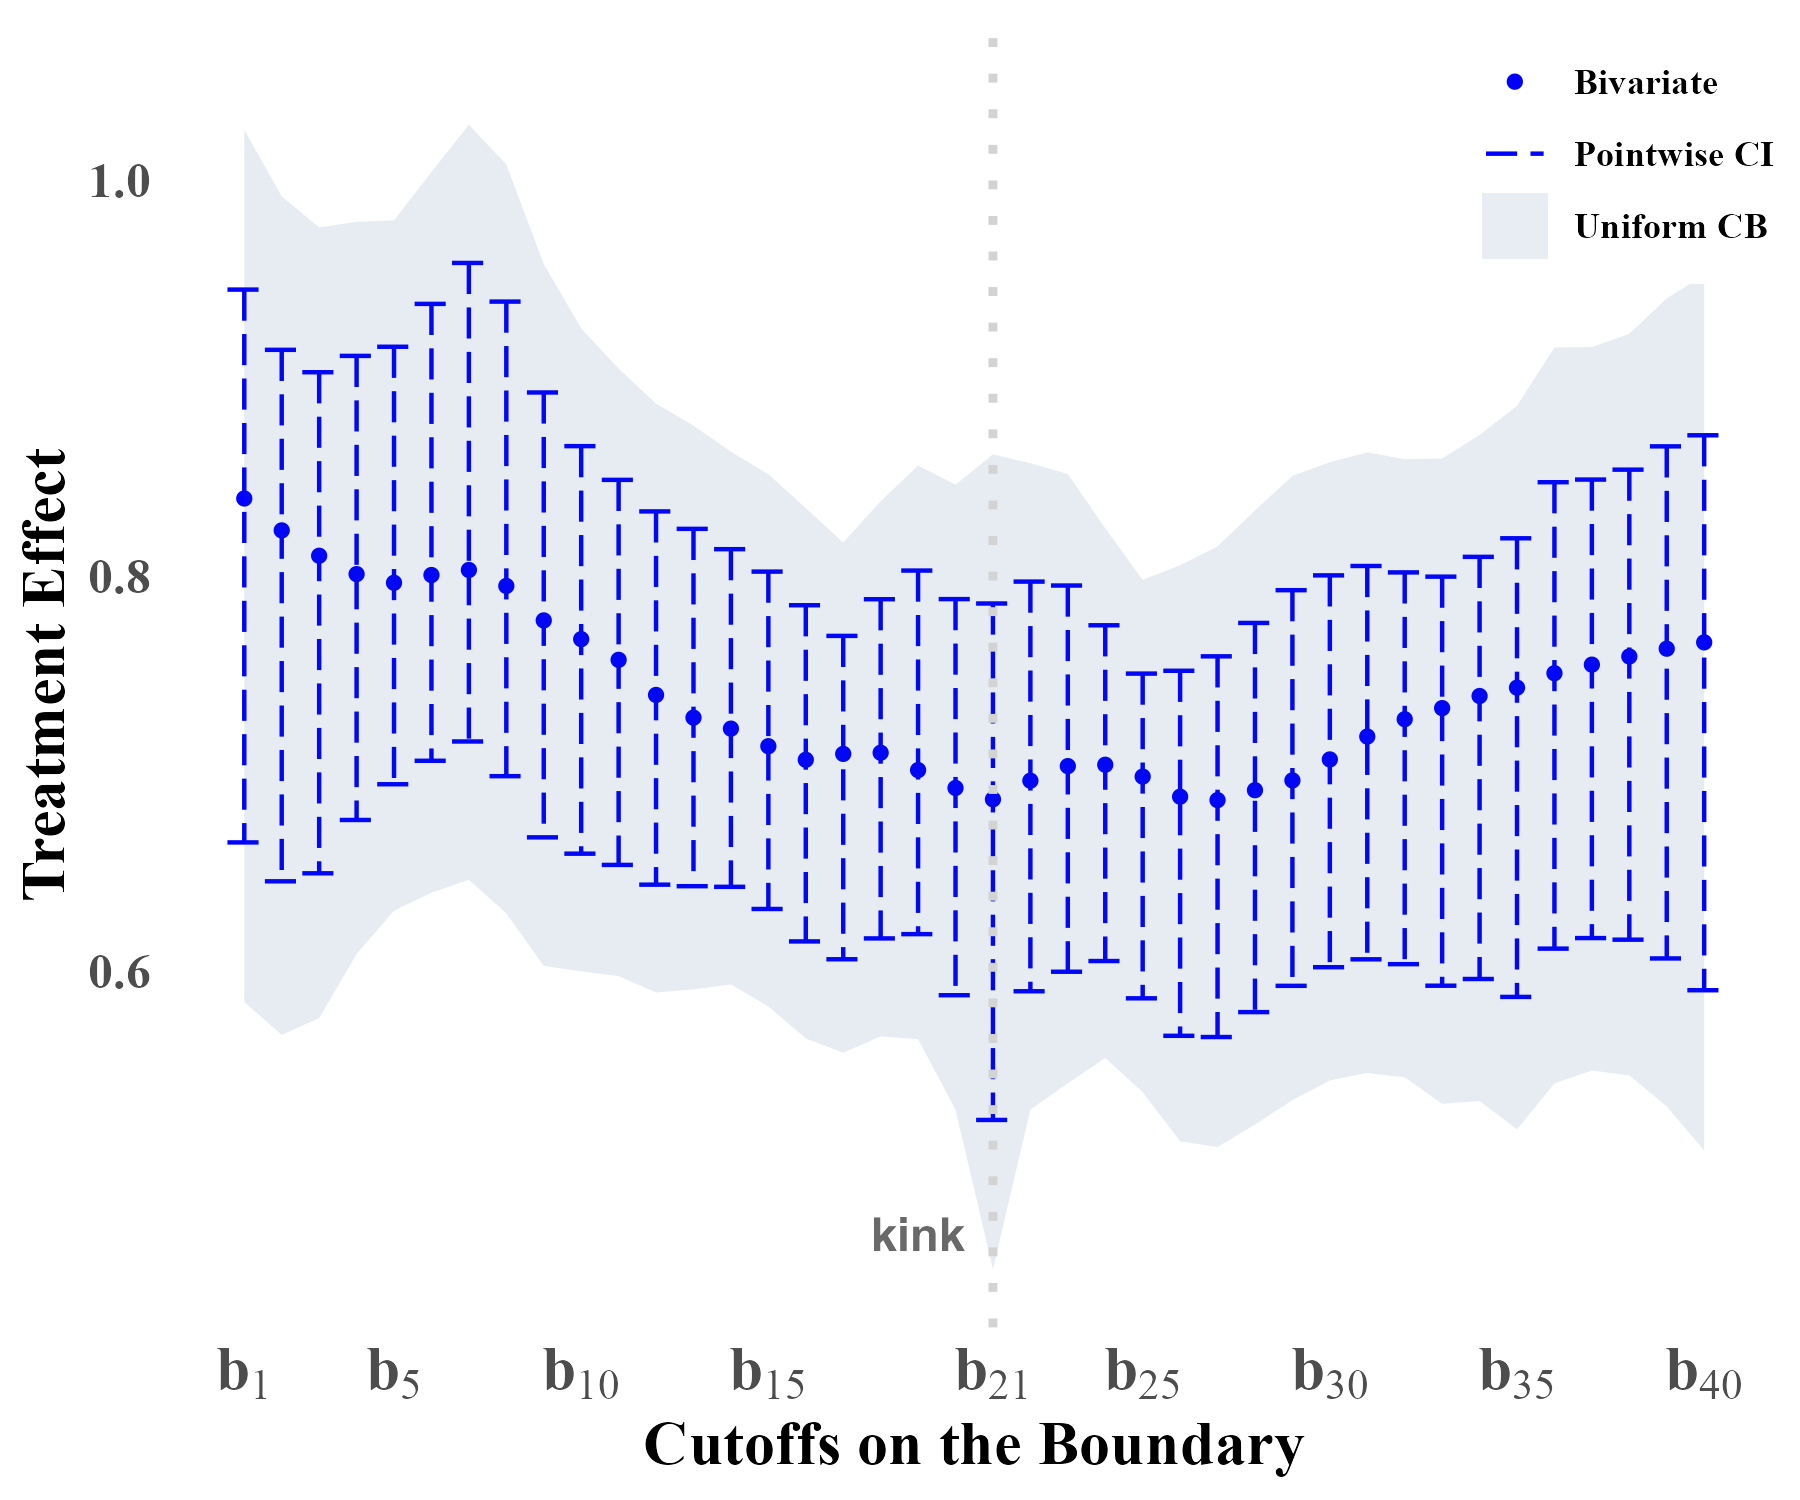 Bivariate
Pointwise CI
Uniform CB
1.0
0.8
0.6
Treatment Effect
kink
b₁ b₅ b₁₀ b₁₅ b₂₁ b₂₅ b₃₀ b₃₅ b₄₀
Cutoffs on the Boundary